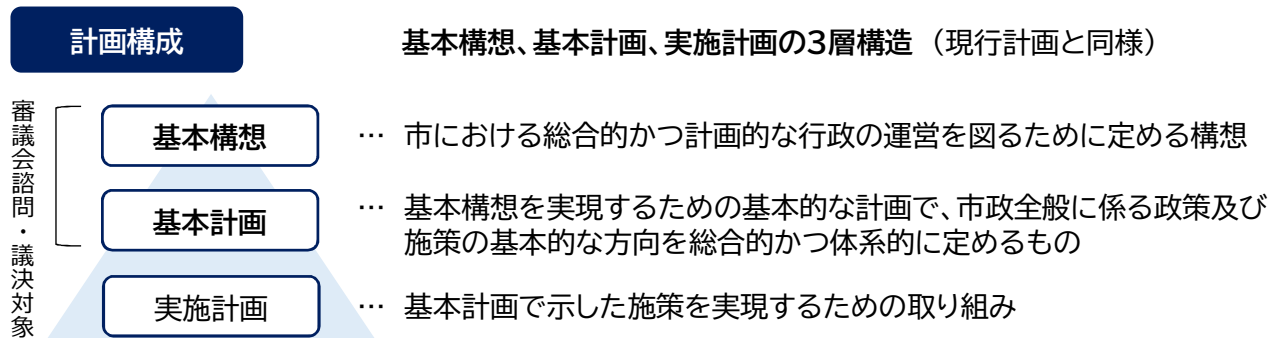 計画構成
基本構想、基本計画、実施計画の3層構造（現行計画と同様）
審議会諮問・議決対象
基本構想
… 市における総合的かつ計画的な行政の運営を図るために定める構想
基本計画
… 基本構想を実現するための基本的な計画で、市政全般に係る政策及び
施策の基本的な方向を総合的かつ体系的に定めるもの
実施計画
… 基本計画で示した施策を実現するための取り組み